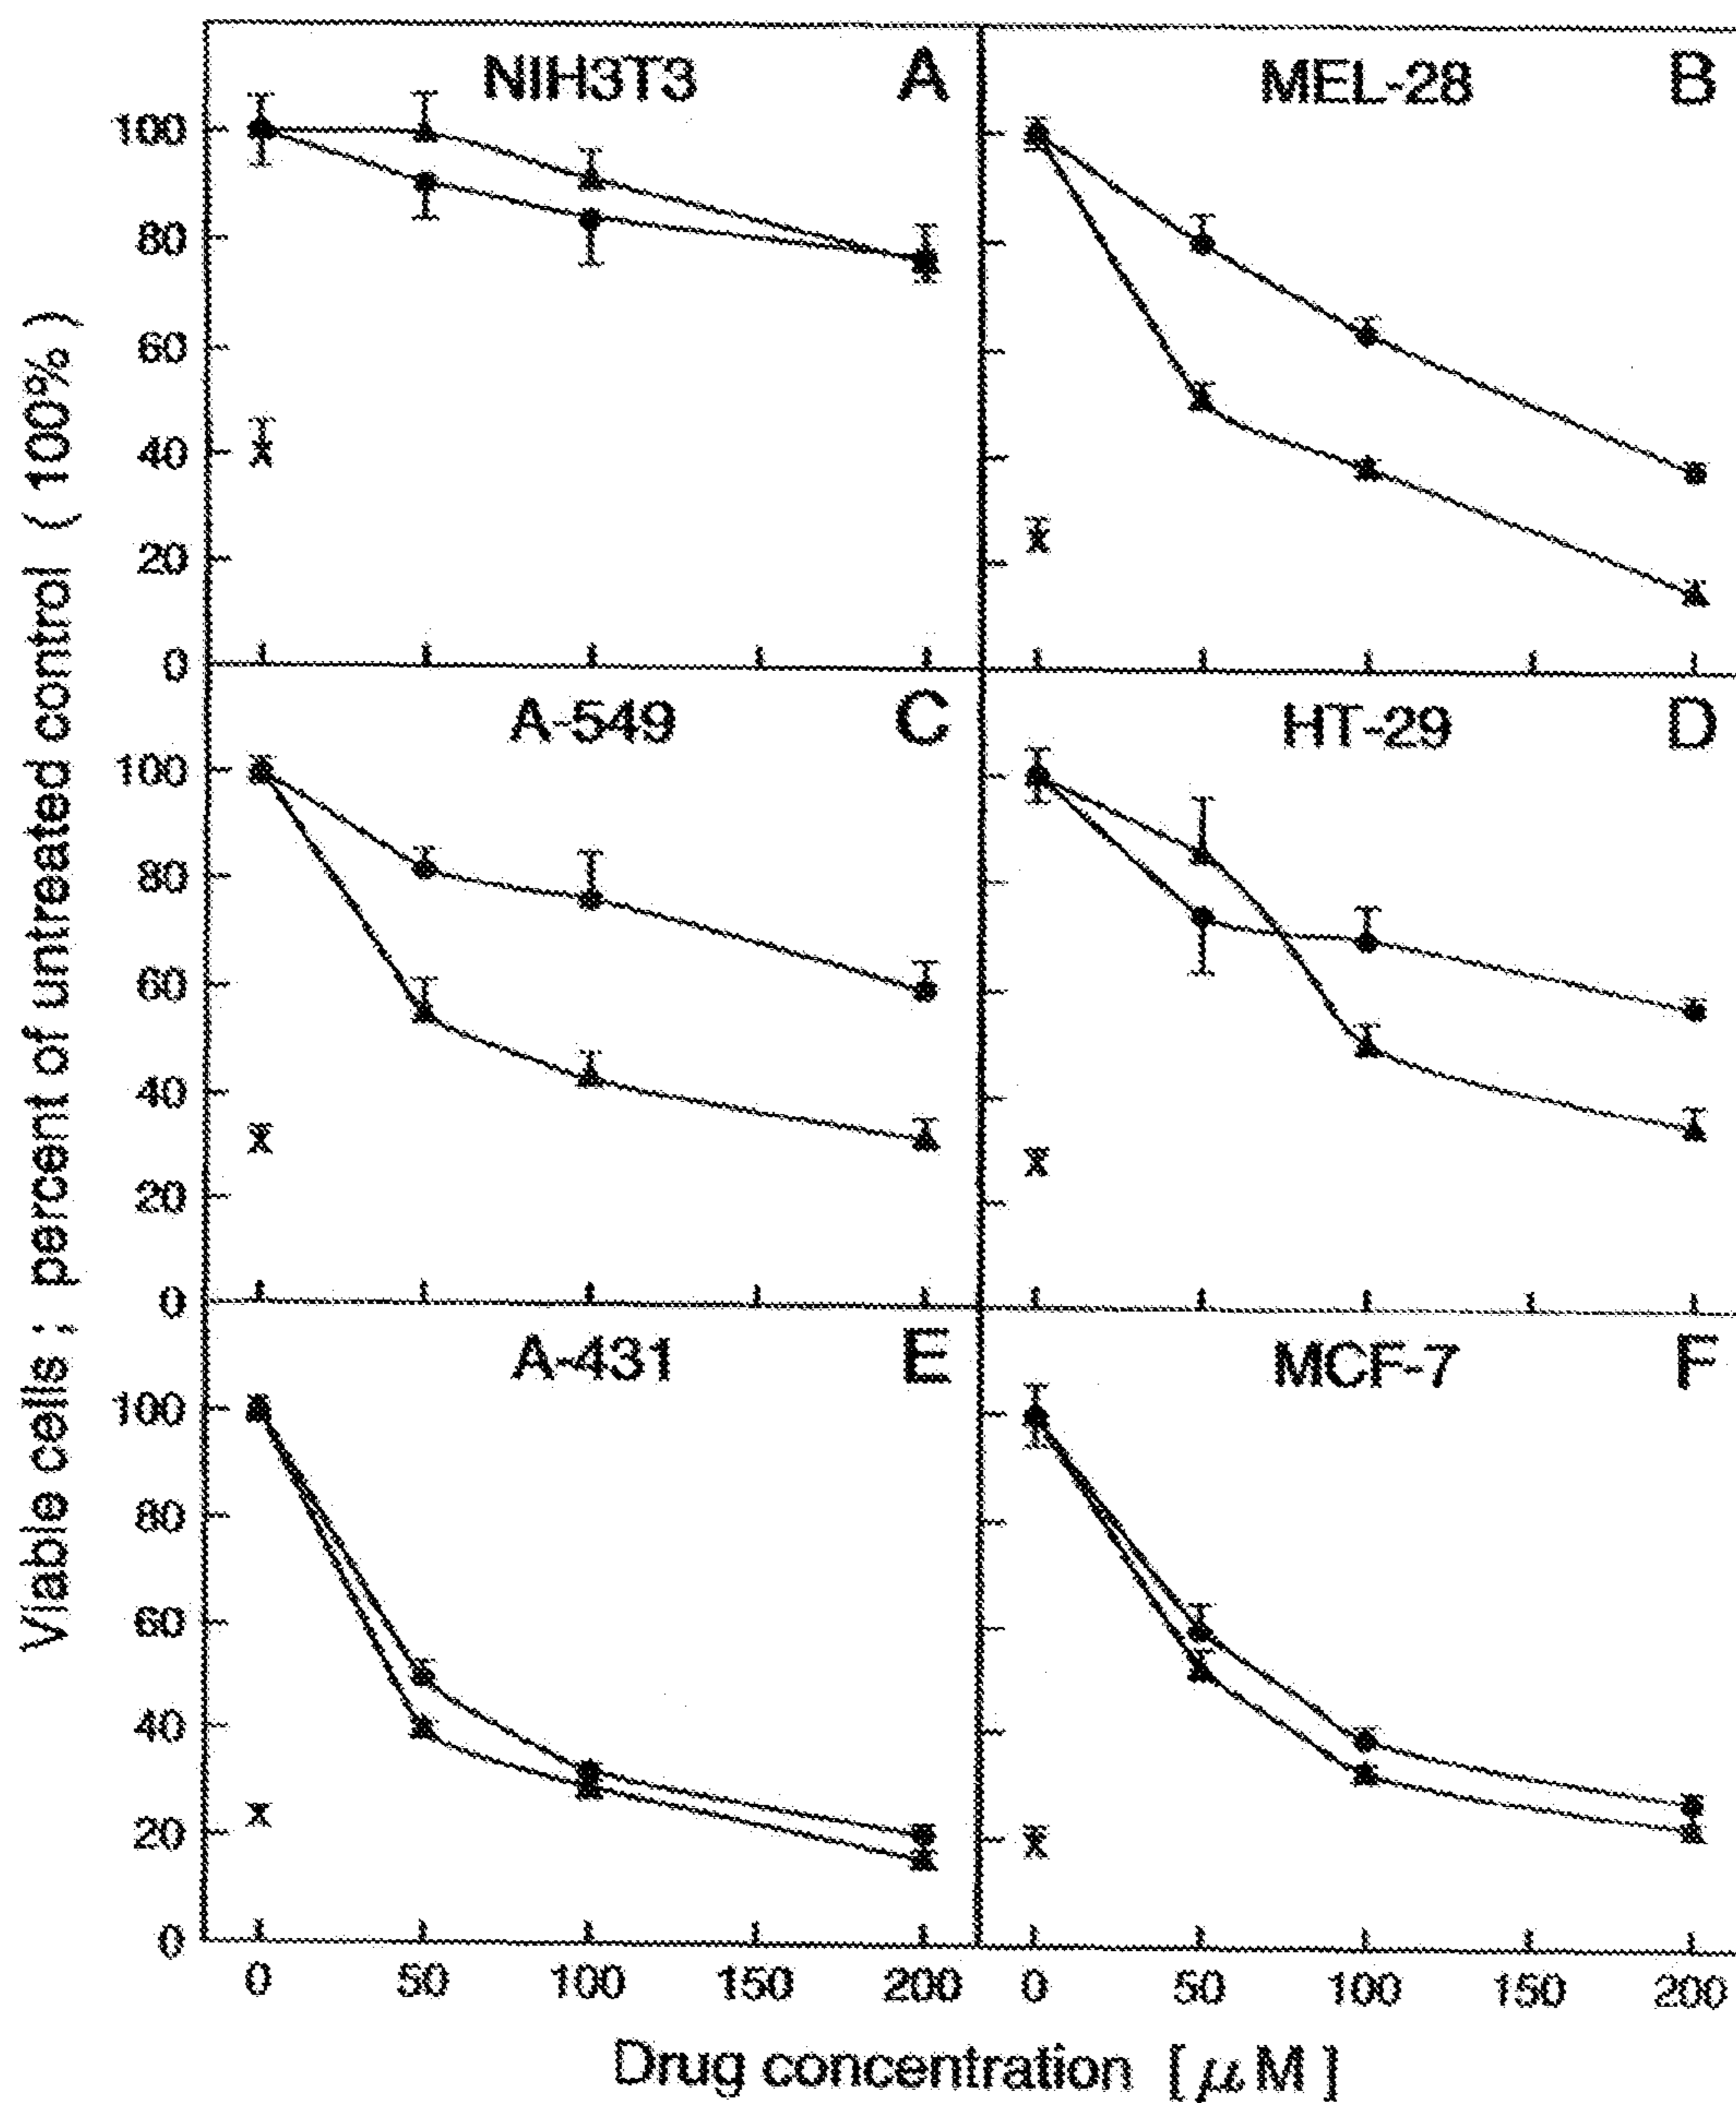 Viable cells ; percent of untreated control ( 100% )
NIH3T3 A
100
80
60
40
20
0
MEL-28 B
A-549 C
100
80
60
40
20
0
HT-29 D
A-431 E
100
80
60
40
20
0
0 50 100 150 200
MCF-7 F
0 50 100 150 200
Drug concentration [ μM ]